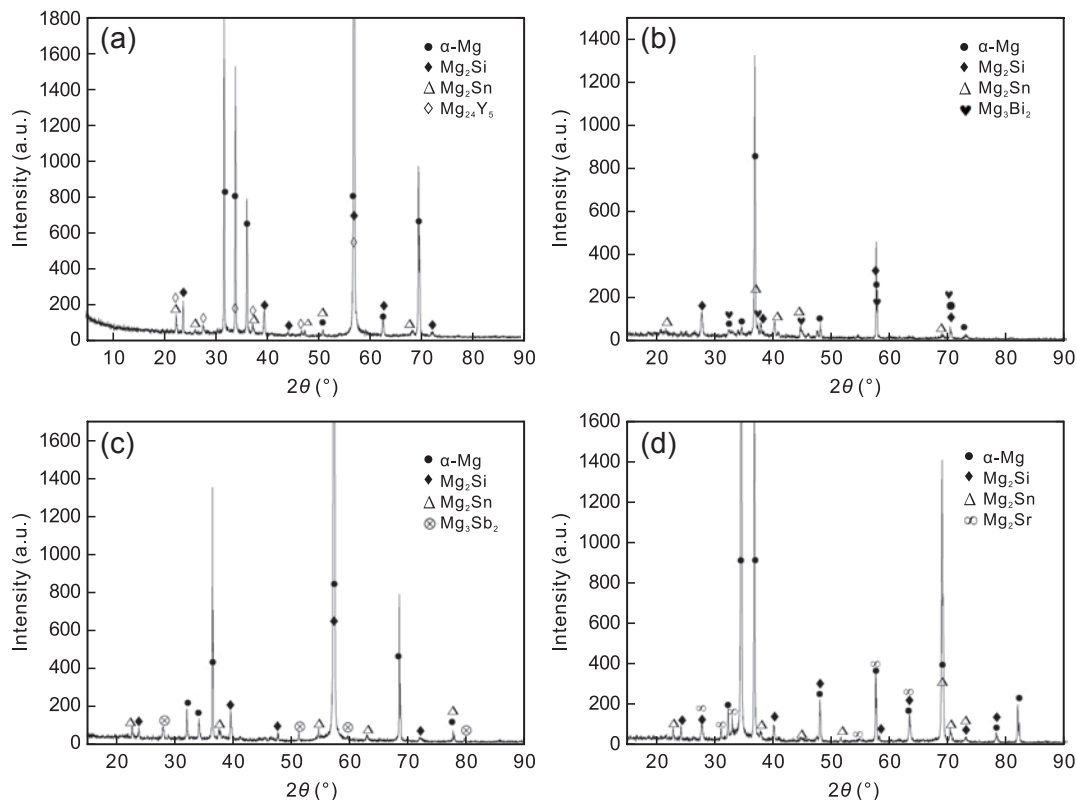 (a)
α-Mg
Mg₂Si
Mg₂Sn
Mg₂₄Y₅
Intensity (a.u.)
1800
1600
1400
1200
1000
800
600
400
200
0
10 20 30 40 50 60 70 80 90
2θ (°)
(b)
α-Mg
Mg₂Si
Mg₂Sn
Mg₃Bi₂
Intensity (a.u.)
1400
1200
1000
800
600
400
200
0
20 30 40 50 60 70 80 90
2θ (°)
(c)
α-Mg
Mg₂Si
Mg₂Sn
Mg₃Sb₂
Intensity (a.u.)
1600
1400
1200
1000
800
600
400
200
0
20 30 40 50 60 70 80 90
2θ (°)
(d)
α-Mg
Mg₂Si
Mg₂Sn
Mg₂Sr
Intensity (a.u.)
1600
1400
1200
1000
800
600
400
200
0
20 30 40 50 60 70 80 90
2θ (°)